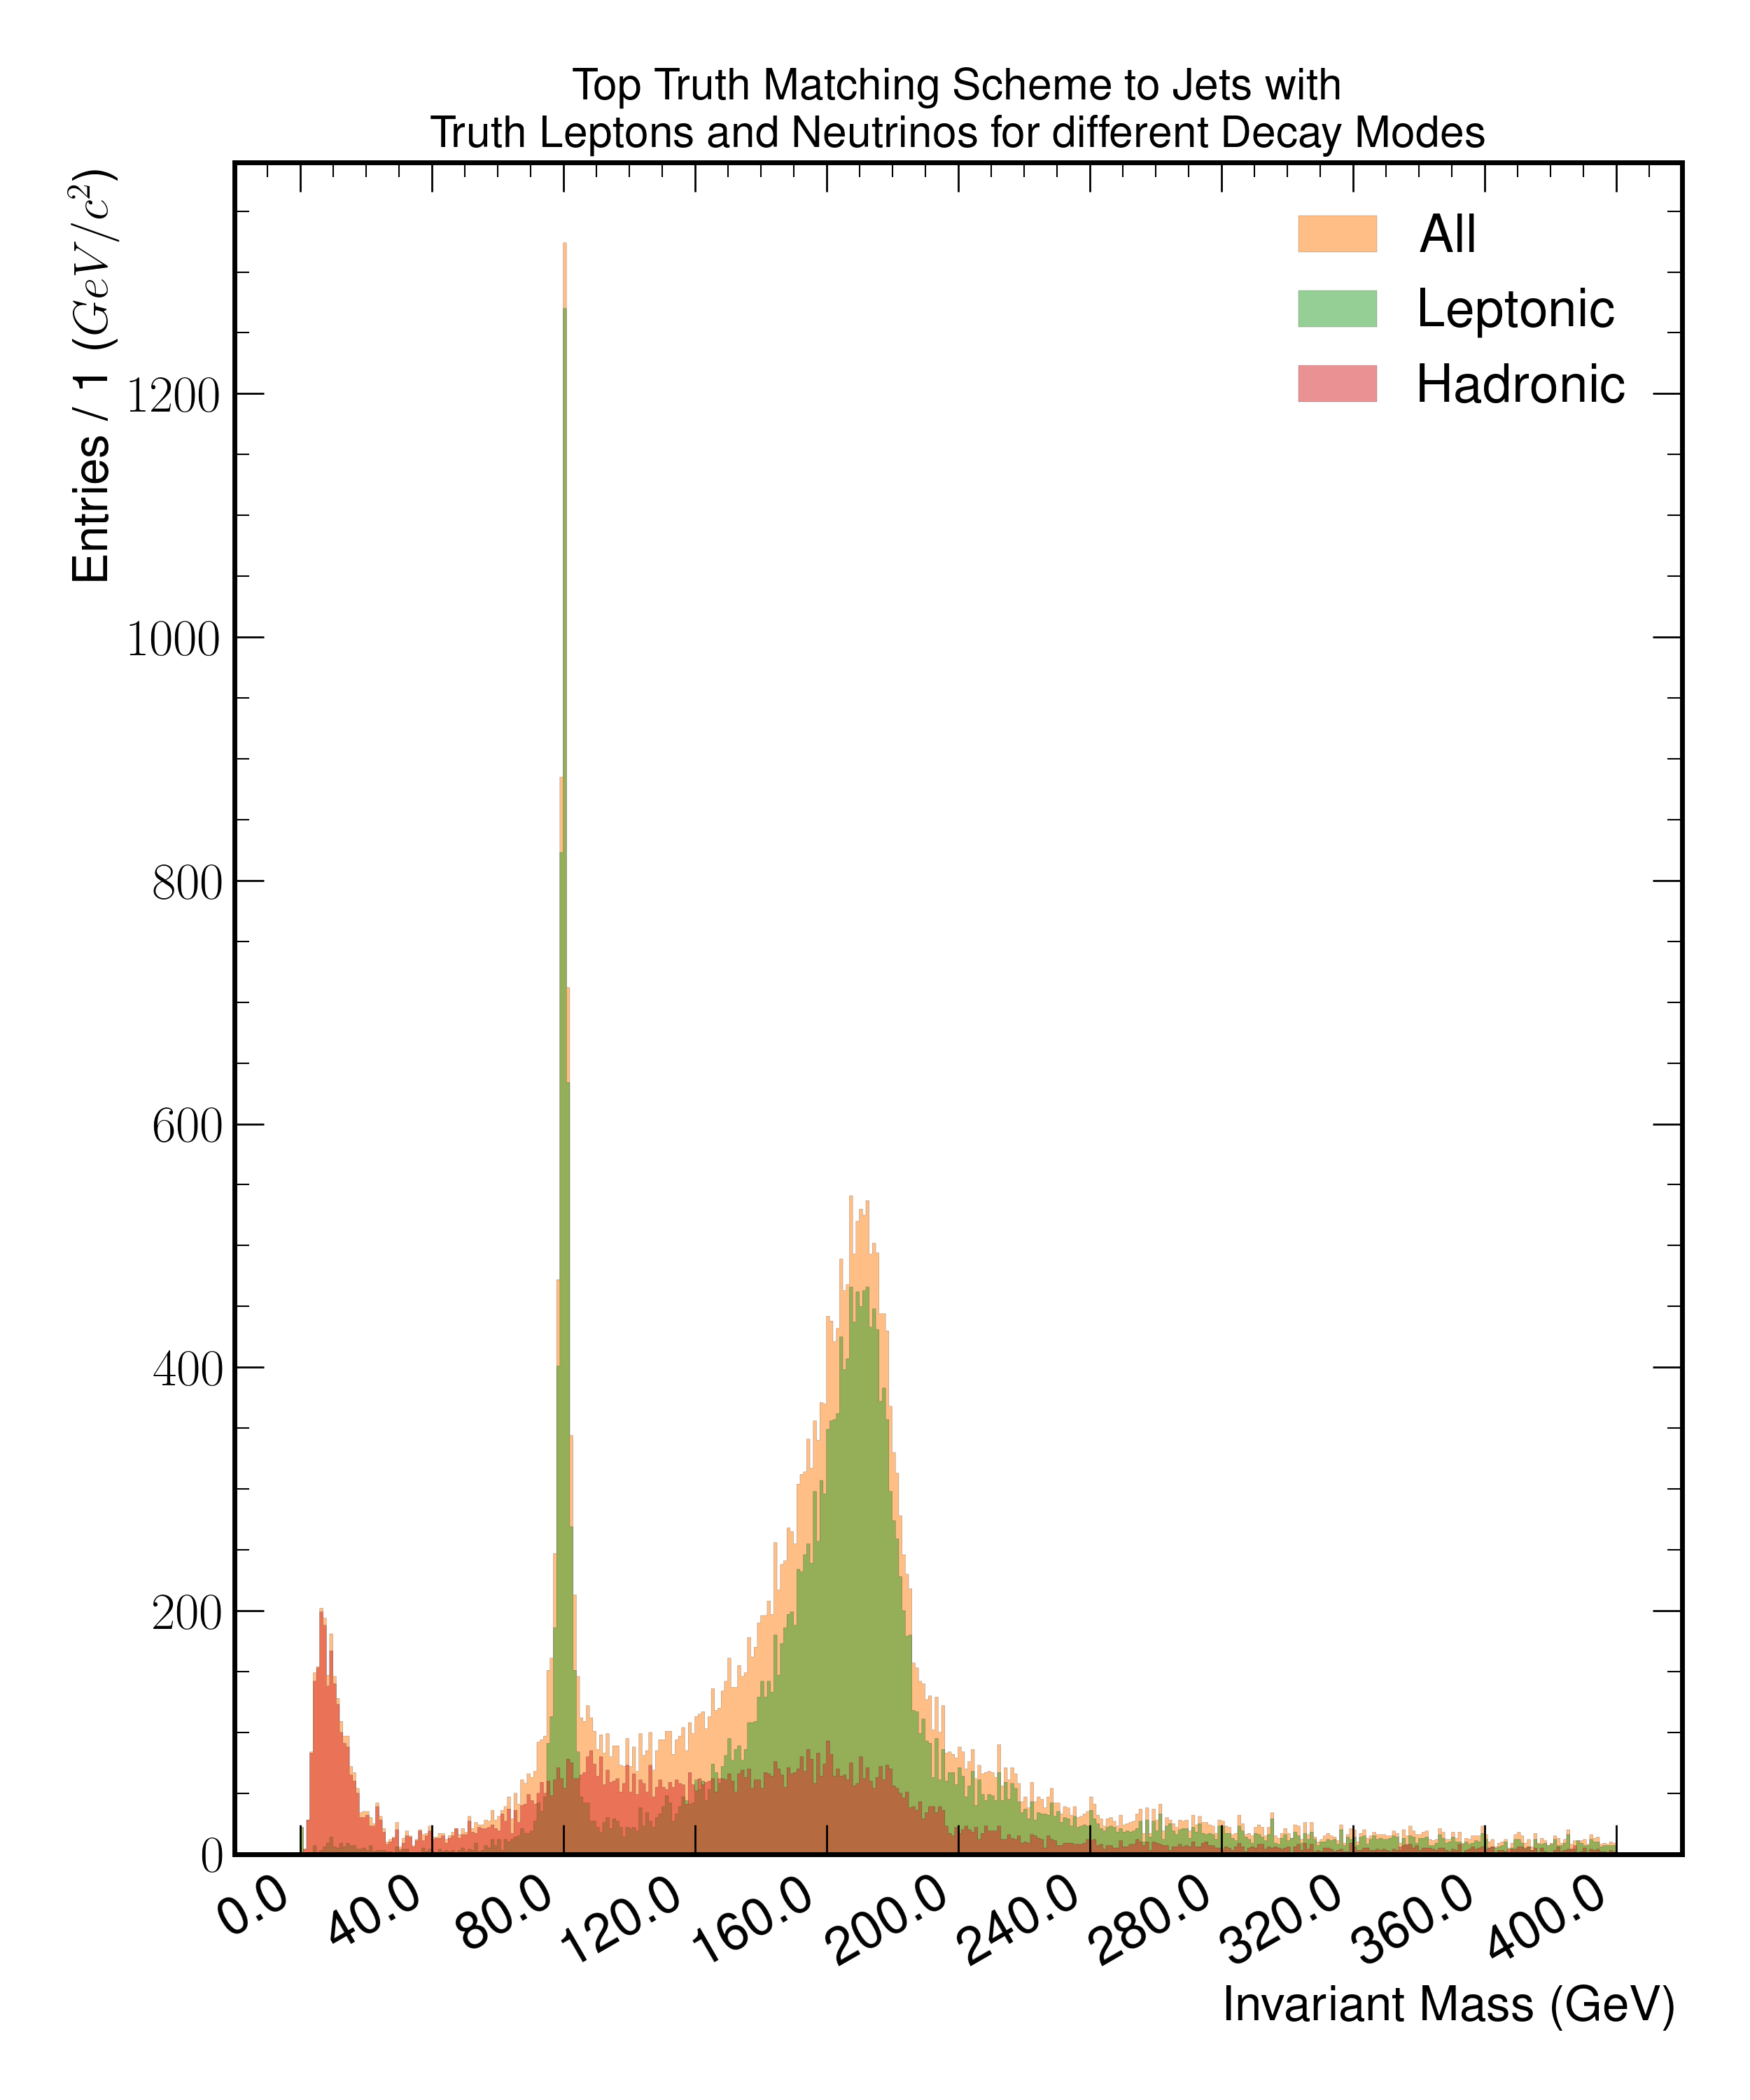 Top Truth Matching Scheme to Jets with
Truth Leptons and Neutrinos for different Decay Modes
Entries / 1 (GeV/c²)
All
Leptonic
Hadronic
1200
1000
800
600
400
200
0
0.0 40.0 80.0 120.0 160.0 200.0 240.0 280.0 320.0 360.0 400.0
Invariant Mass (GeV)